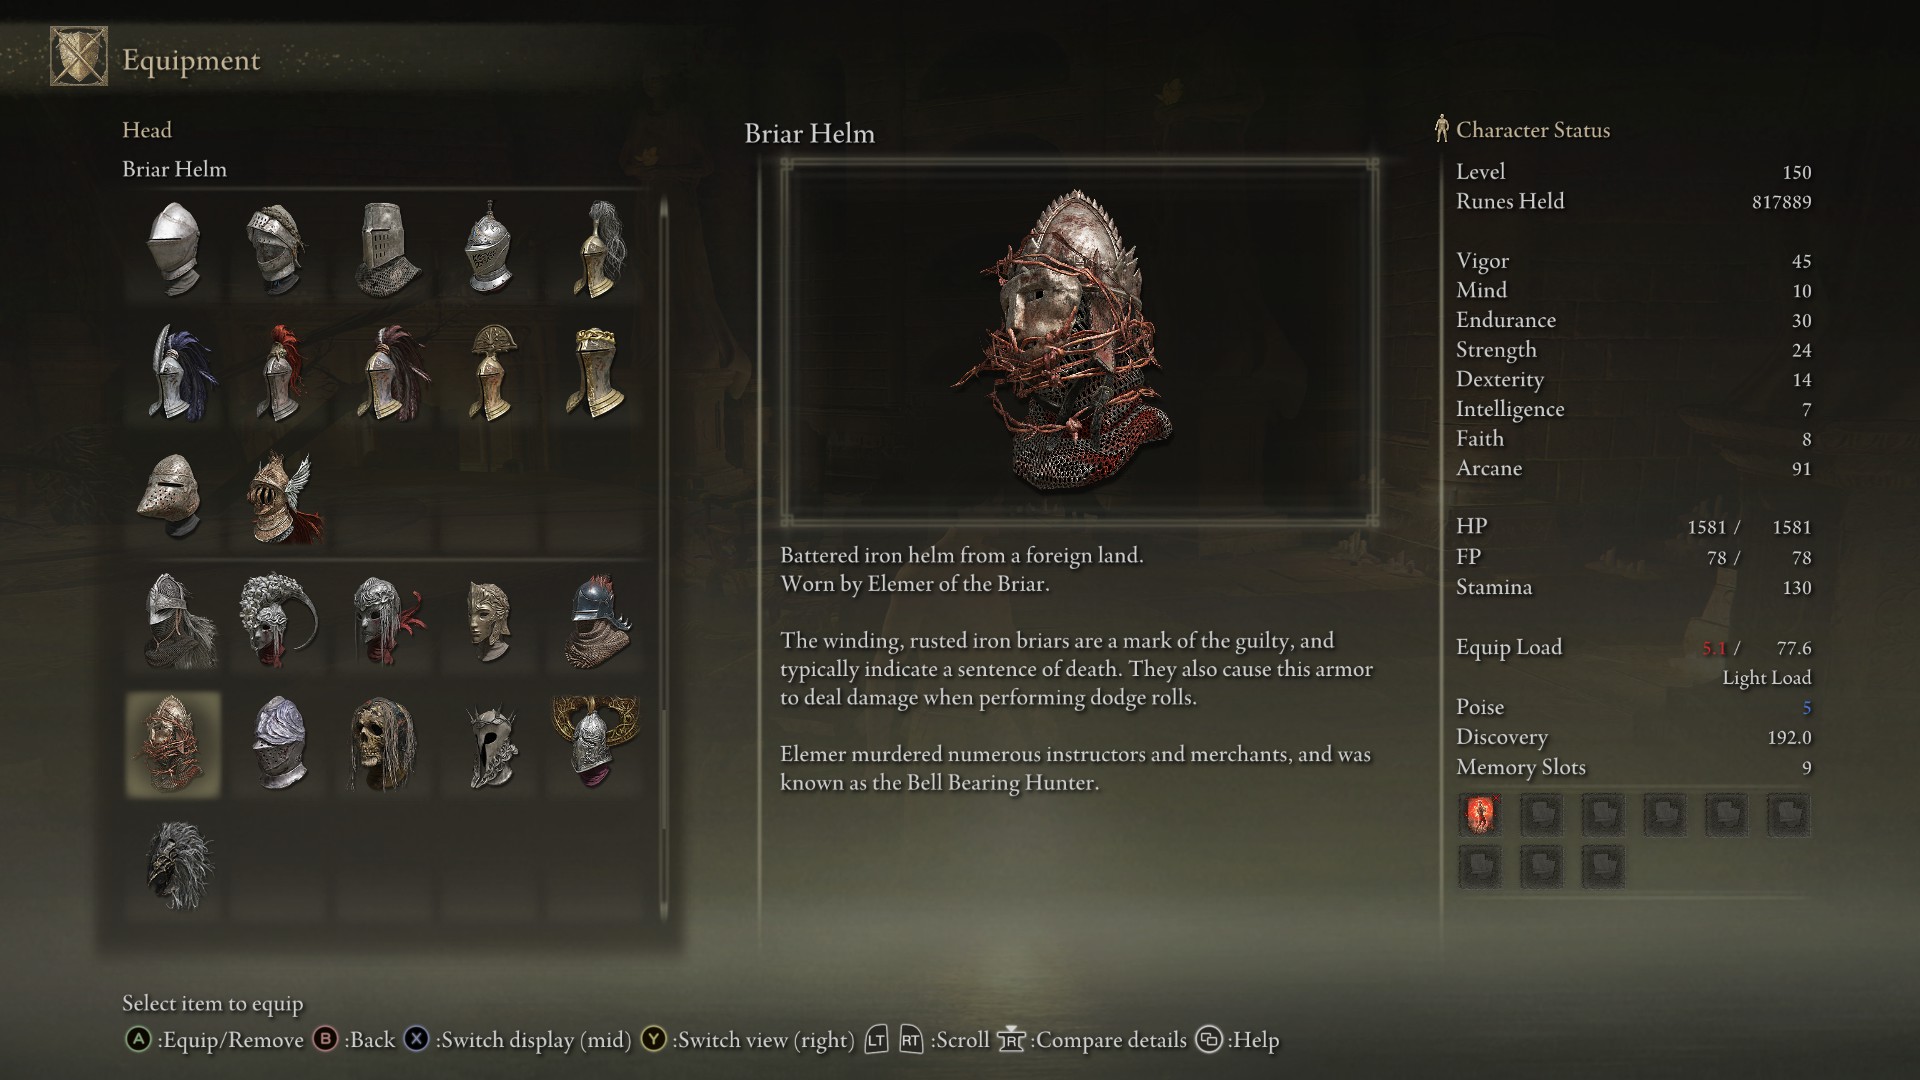 Equipment
Head
Briar Helm
Briar Helm
Battered iron helm from a foreign land.
Worn by Elemer of the Briar.
The winding, rusted iron briars are a mark of the guilty, and
typically indicate a sentence of death. They also cause this armor
to deal damage when performing dodge rolls.
Elemer murdered numerous instructors and merchants, and was
known as the Bell Bearing Hunter.
Character Status
Level 150
Runes Held 817889
Vigor 45
Mind 10
Endurance 30
Strength 24
Dexterity 14
Intelligence 7
Faith 8
Arcane 91
HP 1581 / 1581
FP 78 / 78
Stamina 130
Equip Load 5.1 / 77.6
Light Load
Poise 5
Discovery 192.0
Memory Slots 9
Select item to equip
A :Equip/Remove B :Back X :Switch display (mid) Y :Switch view (right) LT RT :Scroll R :Compare details :Help